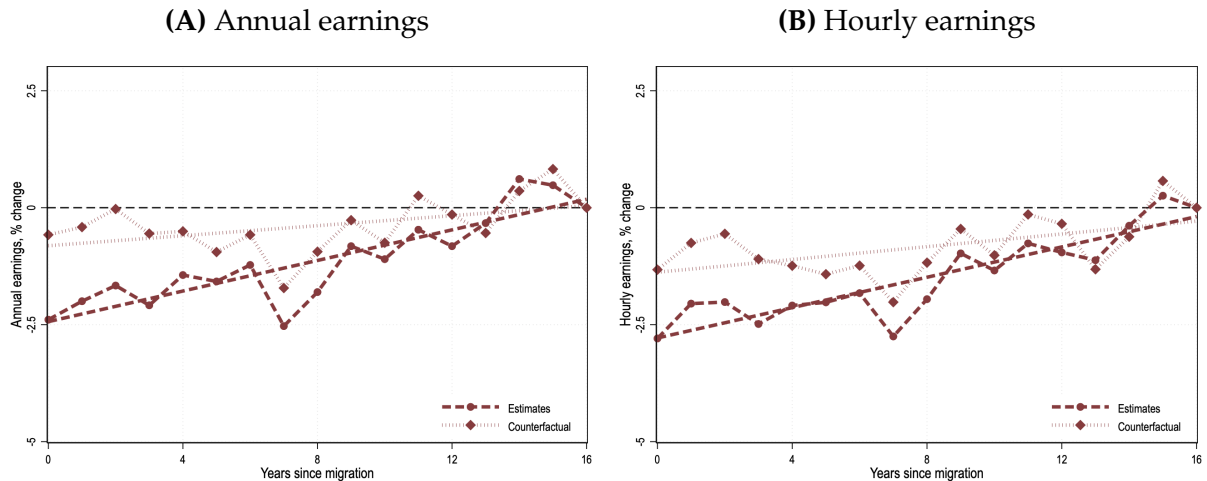 (A) Annual earnings
2.5
0
-2.5
-5
Annual earnings, % change
0 4 8 12 16
Years since migration
Estimates
Counterfactual
(B) Hourly earnings
2.5
0
-2.5
-5
Hourly earnings, % change
0 4 8 12 16
Years since migration
Estimates
Counterfactual